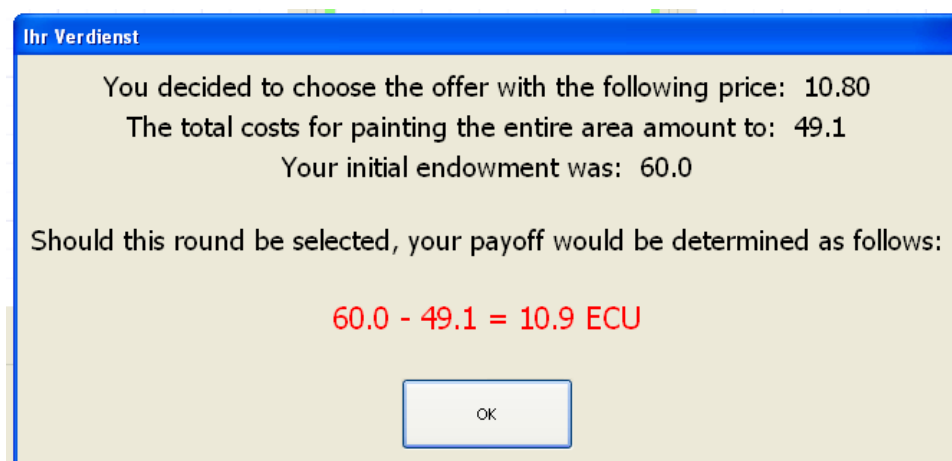 Ihr Verdienst
You decided to choose the offer with the following price: 10.80
The total costs for painting the entire area amount to: 49.1
Your initial endowment was: 60.0
Should this round be selected, your payoff would be determined as follows:
60.0 - 49.1 = 10.9 ECU
OK